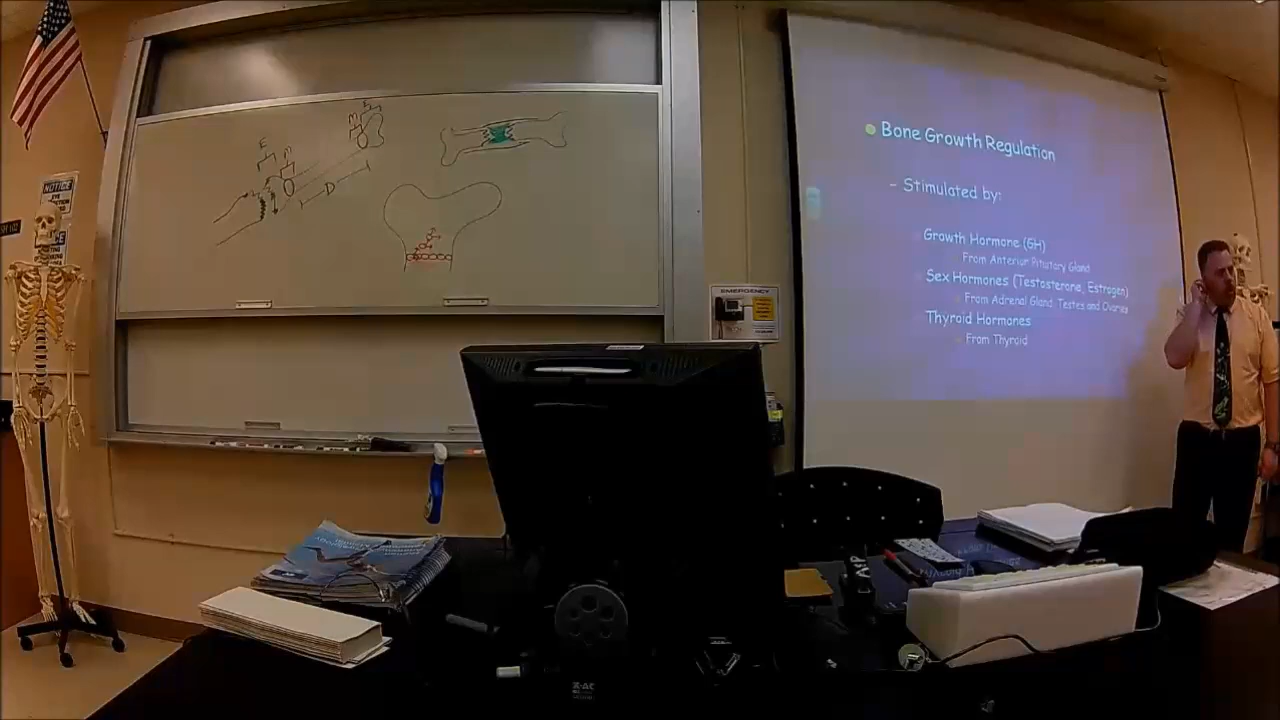 NOTICE
E
M
D
M
E
EMERGENCY
Bone Growth Regulation
– Stimulated by:
Growth Hormone (GH)
From Anterior Pituitary Gland
Sex Hormones (Testosterone, Estrogen)
From Adrenal Gland, Testes and Ovaries
Thyroid Hormones
From Thyroid